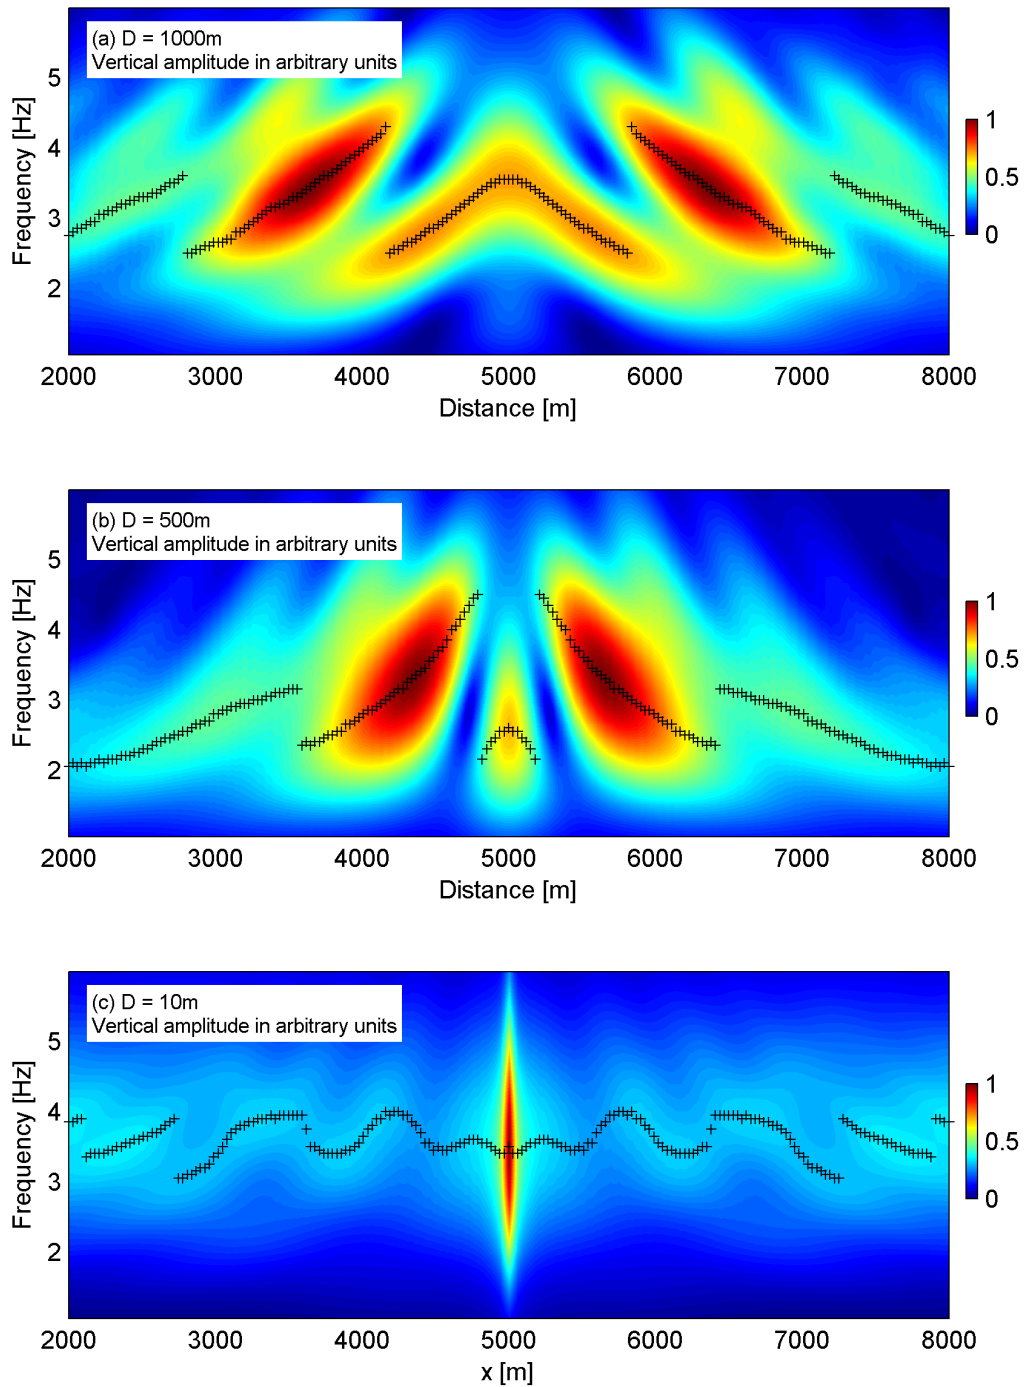 (a) D = 1000m
Vertical amplitude in arbitrary units
Frequency [Hz]
5
4
3
2
1
0.5
0
2000 3000 4000 5000 6000 7000 8000
Distance [m]
(b) D = 500m
Vertical amplitude in arbitrary units
Frequency [Hz]
5
4
3
2
1
0.5
0
2000 3000 4000 5000 6000 7000 8000
Distance [m]
(c) D = 10m
Vertical amplitude in arbitrary units
Frequency [Hz]
5
4
3
2
1
0.5
0
2000 3000 4000 5000 6000 7000 8000
x [m]